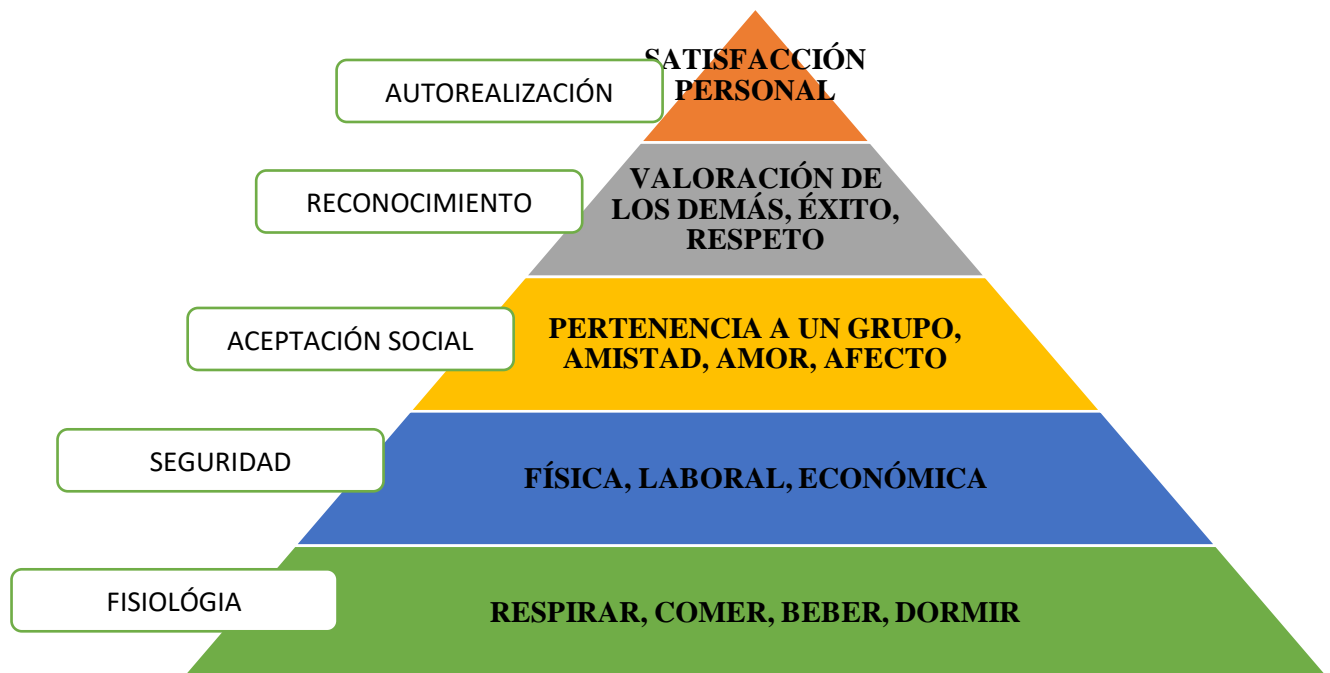 SATISFACCIÓN
PERSONAL
AUTOREALIZACIÓN
VALORACIÓN DE
LOS DEMÁS, ÉXITO,
RESPETO
RECONOCIMIENTO
PERTENENCIA A UN GRUPO,
AMISTAD, AMOR, AFECTO
ACEPTACIÓN SOCIAL
SEGURIDAD
FÍSICA, LABORAL, ECONÓMICA
FISIOLÓGIA
RESPIRAR, COMER, BEBER, DORMIR